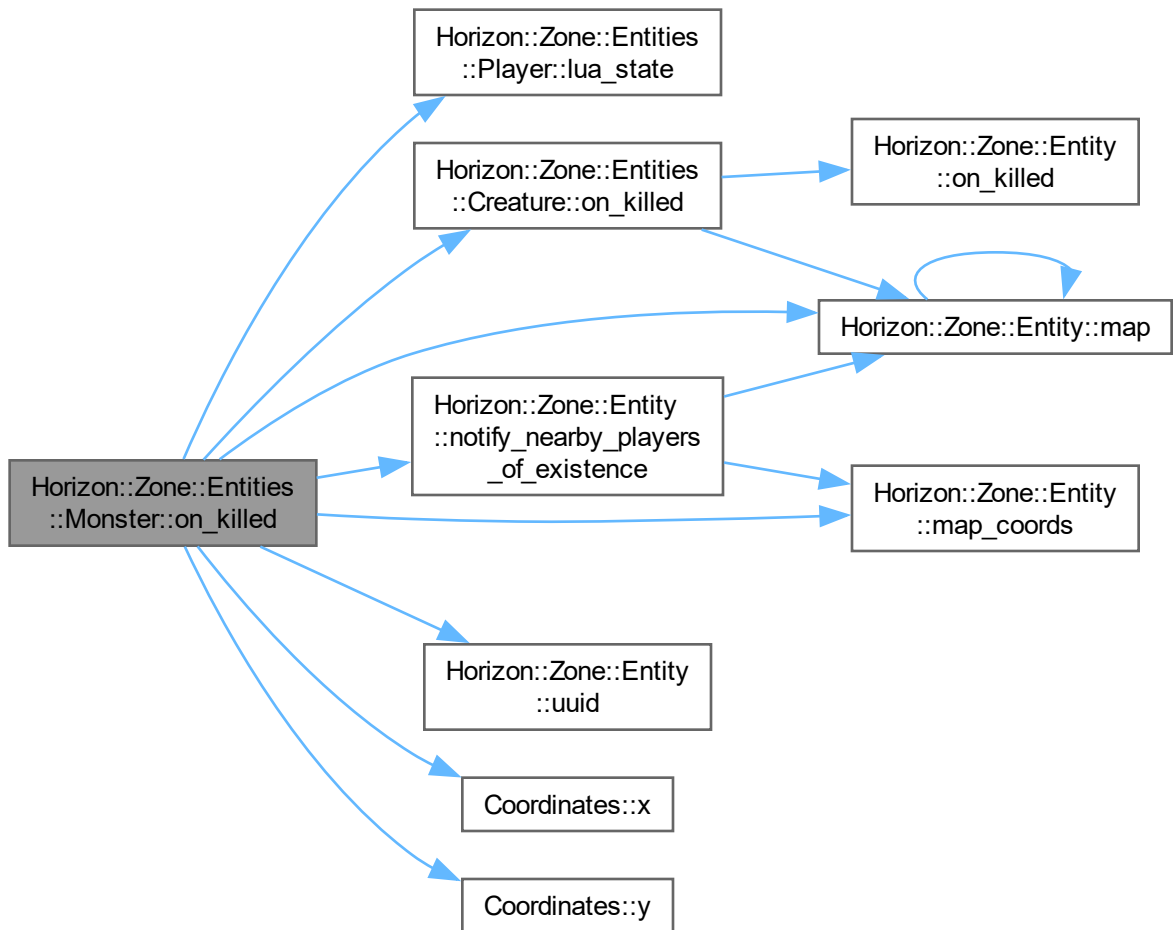 Horizon::Zone::Entities
::Player::lua_state
Horizon::Zone::Entities
::Creature::on_killed
Horizon::Zone::Entity
::on_killed
Horizon::Zone::Entity::map
Horizon::Zone::Entity
::notify_nearby_players
_of_existence
Horizon::Zone::Entities
::Monster::on_killed
Horizon::Zone::Entity
::map_coords
Horizon::Zone::Entity
::uuid
Coordinates::x
Coordinates::y